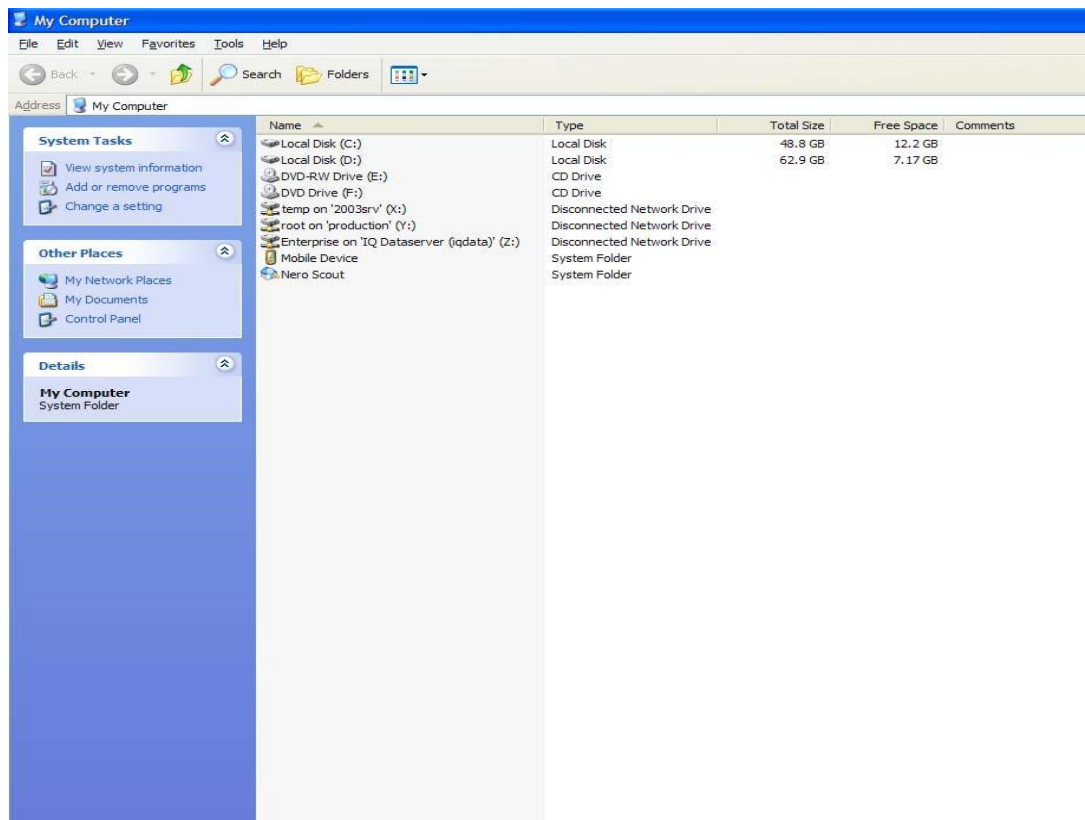 My Computer
File Edit View Favorites Tools Help
Back Search Folders
Address My Computer
System Tasks
View system information
Add or remove programs
Change a setting
Other Places
My Network Places
My Documents
Control Panel
Details
My Computer
System Folder
Name Type Total Size Free Space Comments
Local Disk (C:) Local Disk 48.8 GB 12.2 GB
Local Disk (D:) Local Disk 62.9 GB 7.17 GB
DVD-RW Drive (E:) CD Drive
DVD Drive (F:) CD Drive
temp on '2003srv' (X:) Disconnected Network Drive
root on 'production' (Y:) Disconnected Network Drive
Enterprise on 'IQ Dataserver (iqdata)' (Z:) Disconnected Network Drive
Mobile Device System Folder
Nero Scout System Folder